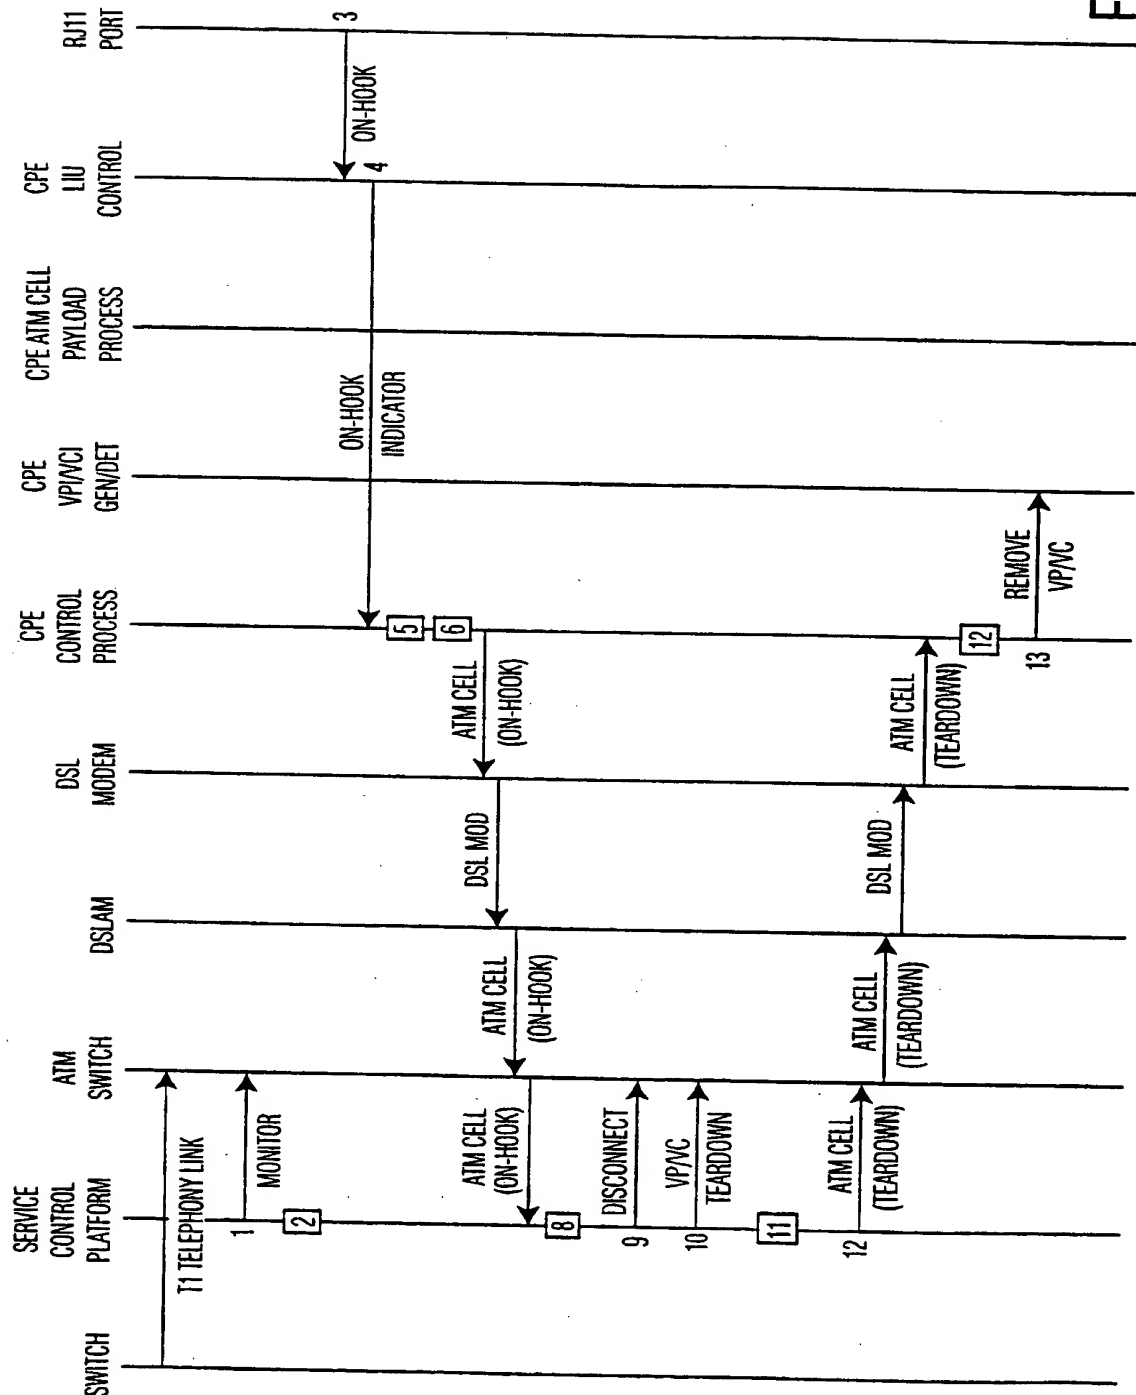 SWITCH
SERVICE
CONTROL
PLATFORM
ATM
SWITCH
DSLAM
DSL
MODEM
CPE
CONTROL
PROCESS
CPE
VPI/VCI
GEN/DET
CPE ATM CELL
PAYLOAD
PROCESS
CPE
LIU
CONTROL
RJ11
PORT
T1 TELEPHONY LINK
1
MONITOR
2
3
ON-HOOK
4
ON-HOOK
INDICATOR
5
6
ATM CELL
(ON-HOOK)
DSL MOD
ATM CELL
(ON-HOOK)
ATM CELL
(ON-HOOK)
8
9
DISCONNECT
10
VP/VC
TEARDOWN
11
12
ATM CELL
(TEARDOWN)
ATM CELL
(TEARDOWN)
DSL MOD
ATM CELL
(TEARDOWN)
12
13
REMOVE
VP/VC